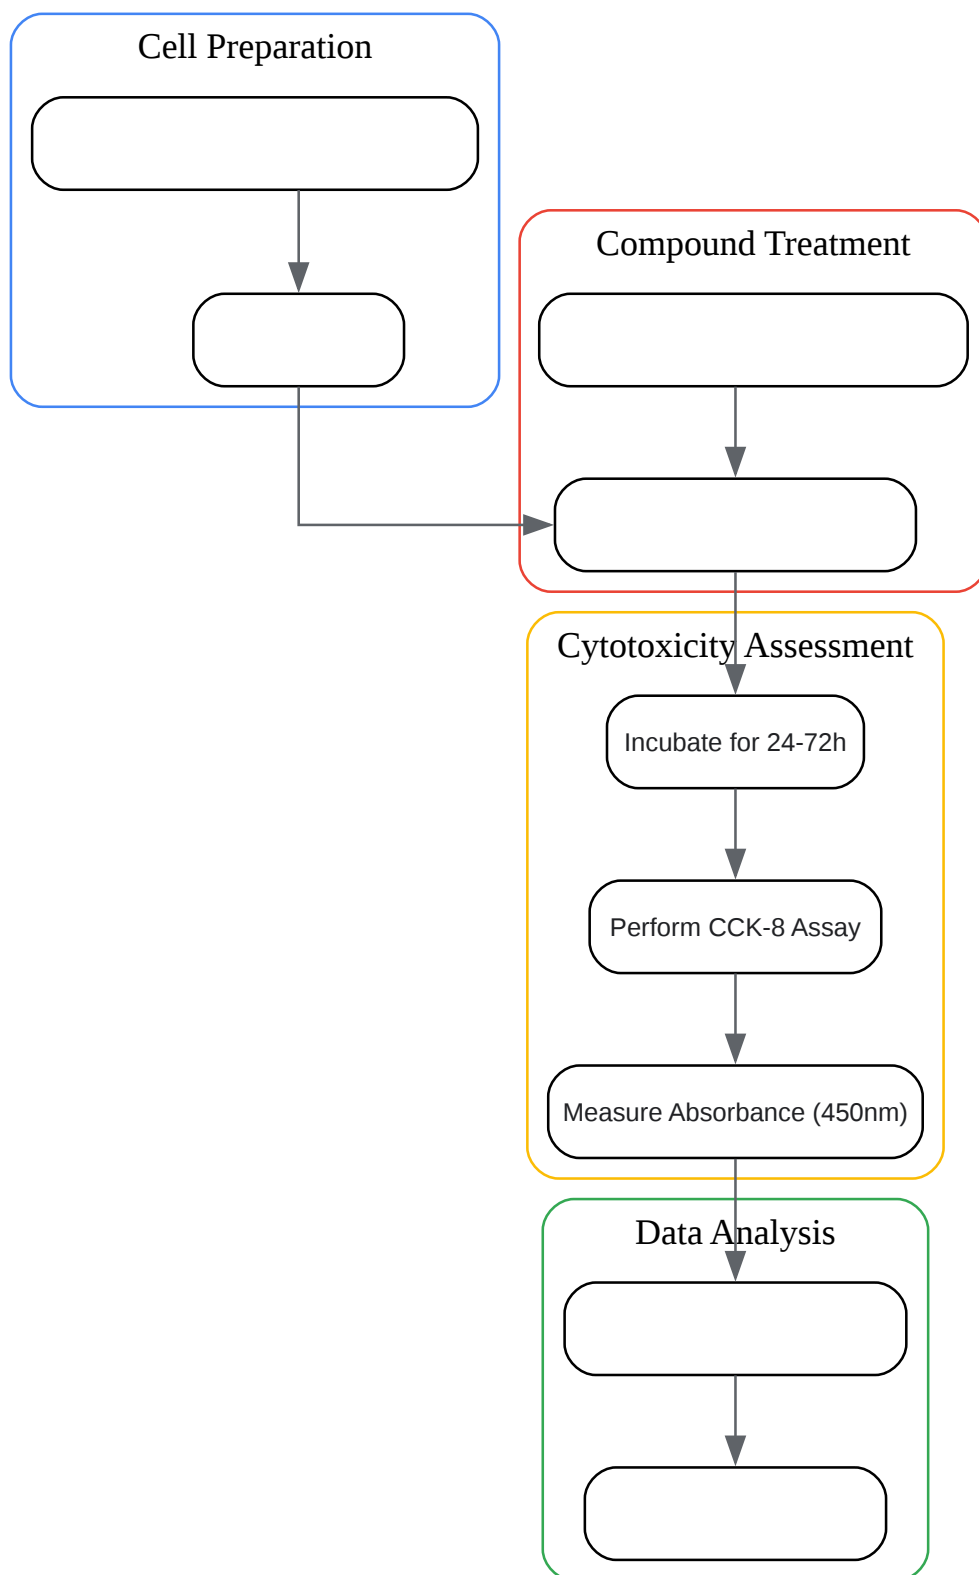 Cell Preparation
Compound Treatment
Cytotoxicity Assessment
Incubate for 24-72h
Perform CCK-8 Assay
Measure Absorbance (450nm)
Data Analysis